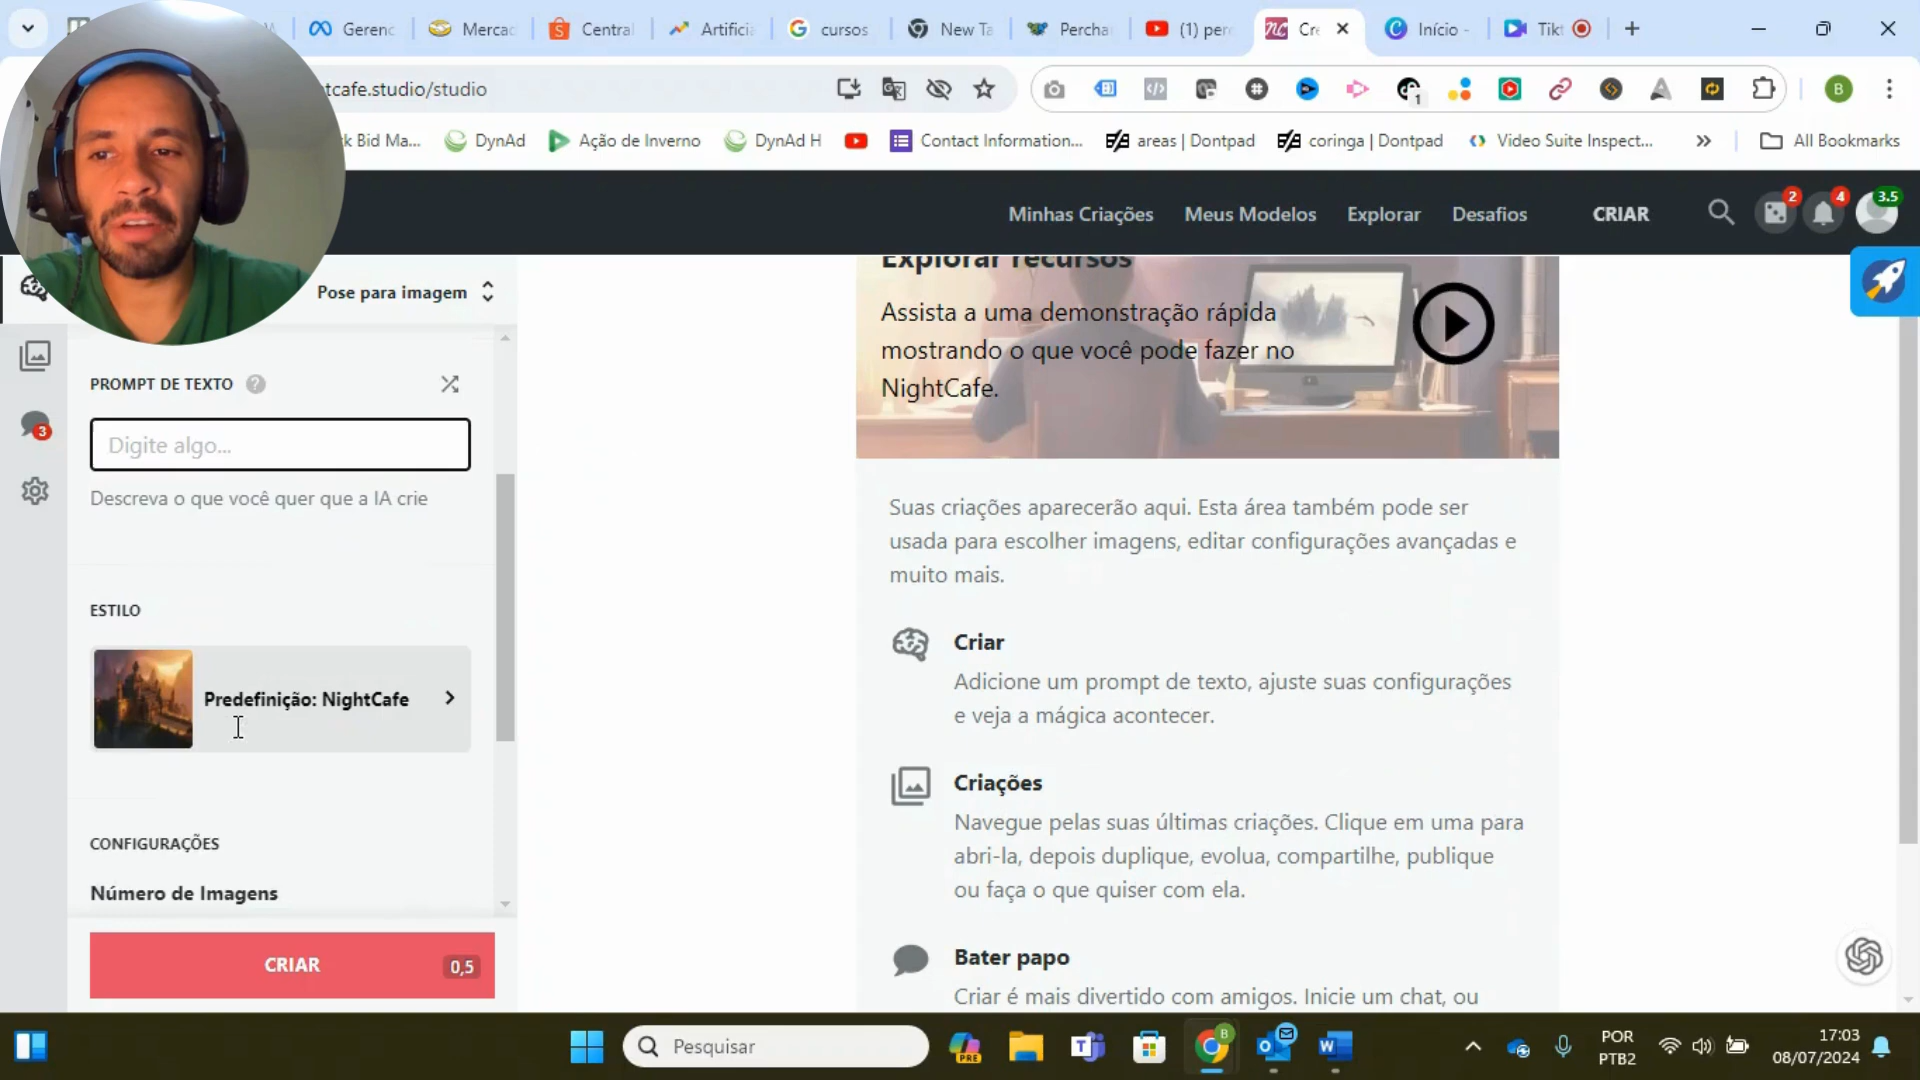 Gerenc
Mercac
Central
Artificia
cursos
New Ta
Percha
(1) per
Cre
Início -
Tikt
tcafe.studio/studio
1
B
k Bid Ma...
DynAd
Ação de Inverno
DynAd H
Contact Information...
areas | Dontpad
coringa | Dontpad
Video Suite Inspect...
All Bookmarks
Minhas Criações
Meus Modelos
Explorar
Desafios
CRIAR
2
4
3.5
Pose para imagem
Explorar recursos
Assista a uma demonstração rápida
mostrando o que você pode fazer no
NightCafe.
PROMPT DE TEXTO
Digite algo...
Descreva o que você quer que a IA crie
3
ESTILO
Predefinição: NightCafe
CONFIGURAÇÕES
Número de Imagens
CRIAR
0,5
Suas criações aparecerão aqui. Esta área também pode ser
usada para escolher imagens, editar configurações avançadas e
muito mais.
Criar
Adicione um prompt de texto, ajuste suas configurações
e veja a mágica acontecer.
Criações
Navegue pelas suas últimas criações. Clique em uma para
abri-la, depois duplique, evolua, compartilhe, publique
ou faça o que quiser com ela.
Bater papo
Criar é mais divertido com amigos. Inicie um chat, ou
Pesquisar
PRE
POR
PTB2
17:03
08/07/2024